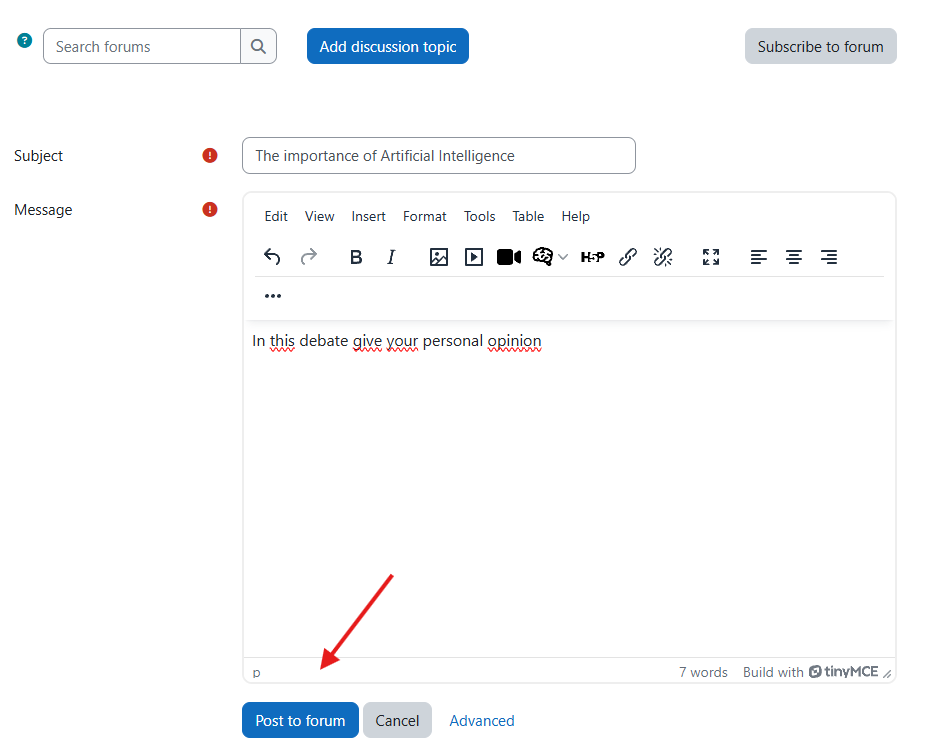 ?
Search forums
Add discussion topic
Subscribe to forum
Subject
The importance of Artificial Intelligence
Message
Edit View Insert Format Tools Table Help
B I H5P
In this debate give your personal opinion
p
7 words Build with tinyMCE
Post to forum Cancel Advanced